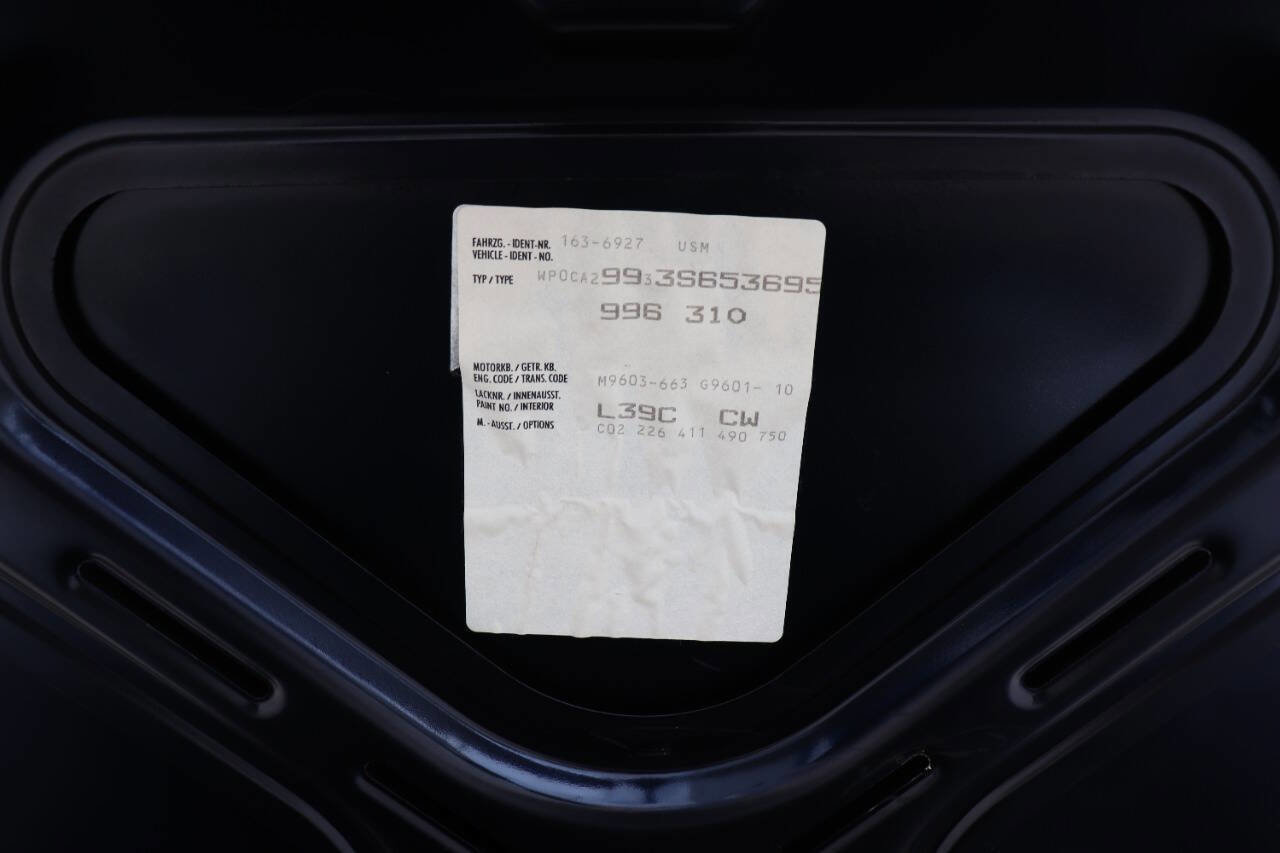 FAHRZG. - IDENT-NR. 163-6927 USM
VEHICLE - IDENT - NO.
TYP / TYPE WP0CA29933S653695
996 310
MOTORKB. / GETR. KB.
ENG. CODE / TRANS. CODE M9603-663 G9601- 10
LACKNR. / INNENAUSST.
PAINT NO. / INTERIOR L39C CW
M. - AUSST. / OPTIONS C02 226 411 490 750